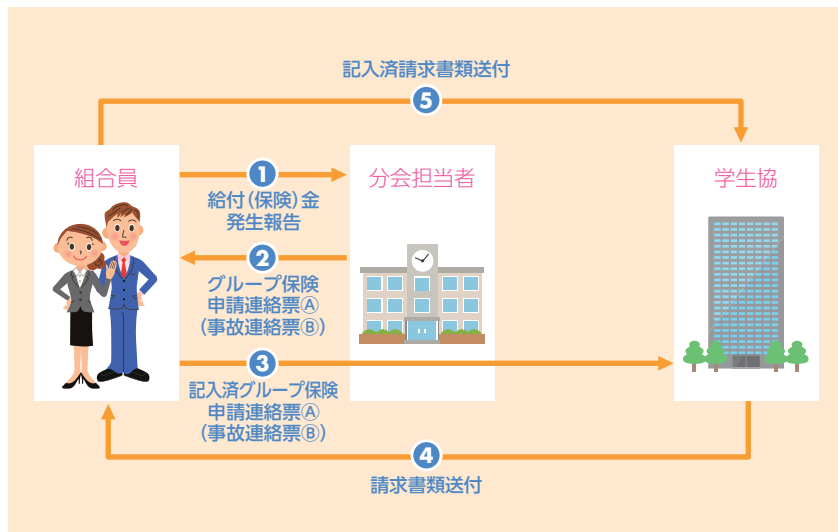 記入済請求書類送付
5
組合員
分会担当者
学生協
1
給付(保険)金
発生報告
2
グループ保険
申請連絡票Ⓐ
(事故連絡票Ⓑ)
3
記入済グループ保険
申請連絡票Ⓐ
(事故連絡票Ⓑ)
4
請求書類送付